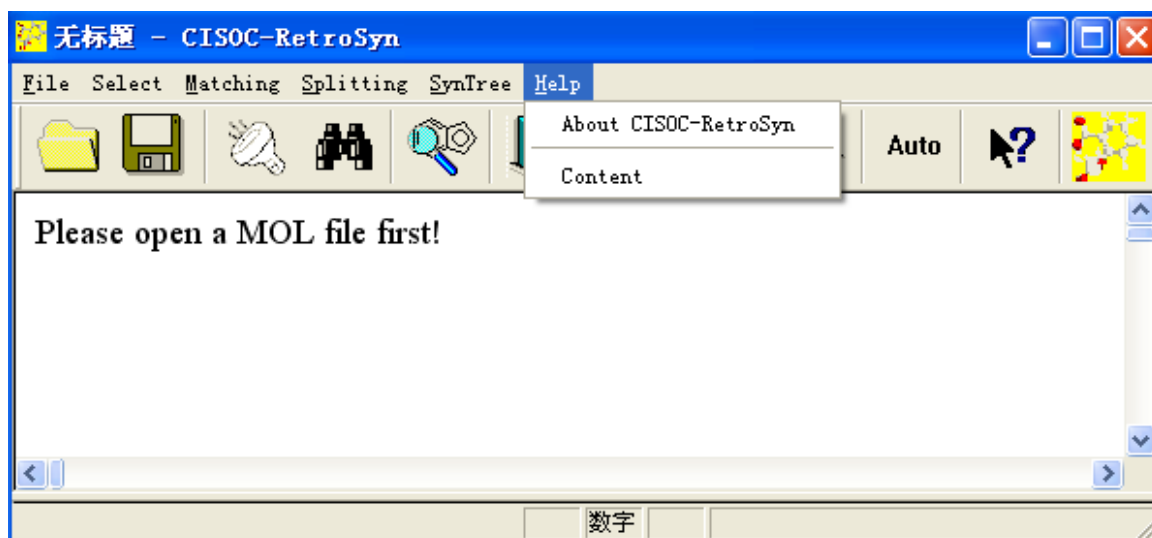 无标题 - CISOC-RetroSyn
File Select Matching Splitting SynTree Help
About CISOC-RetroSyn
Auto
?
Content
Please open a MOL file first!
数字